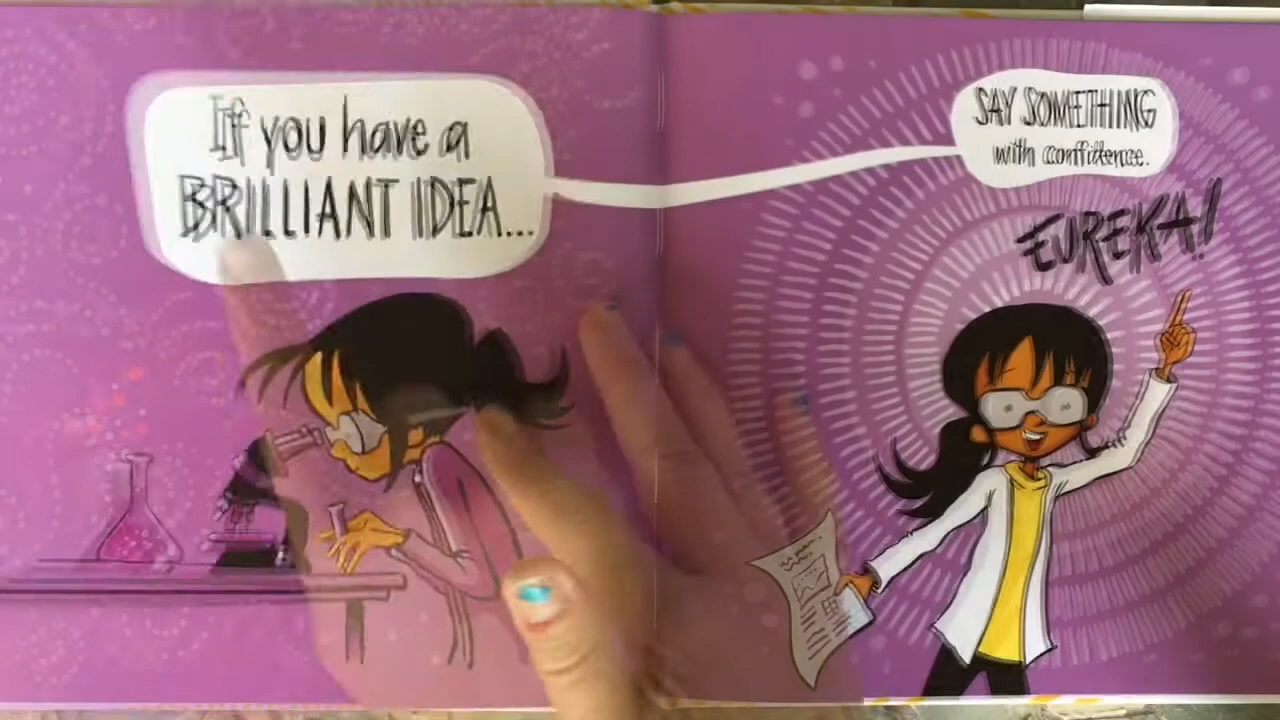 If you have a
BRILLIANT IDEA...
SAY SOMETHING
with confidence.
EUREKA!